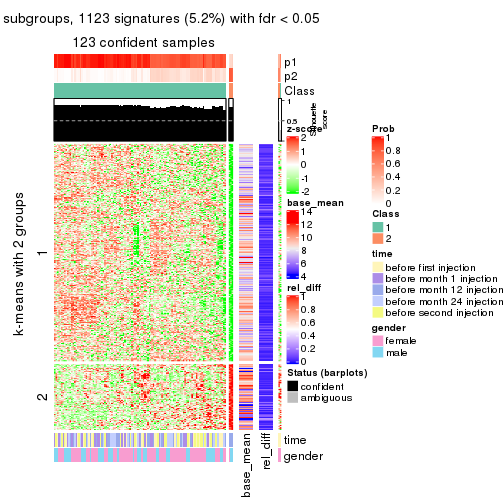 subgroups, 1123 signatures (5.2%) with fdr < 0.05
123 confident samples
p1
p2
Class
1
0.5
0
Silhouette
score
k-means with 2 groups
1
2
z-score
2
1
0
-1
-2
base_mean
14
12
10
8
6
4
rel_diff
1
0.8
0.6
0.4
0.2
0
Status (barplots)
confident
ambiguous
Prob
1
0.8
0.6
0.4
0.2
0
Class
1
2
time
before first injection
before month 1 injection
before month 12 injection
before month 24 injection
before second injection
gender
female
male
time
gender
base_mean
rel_diff